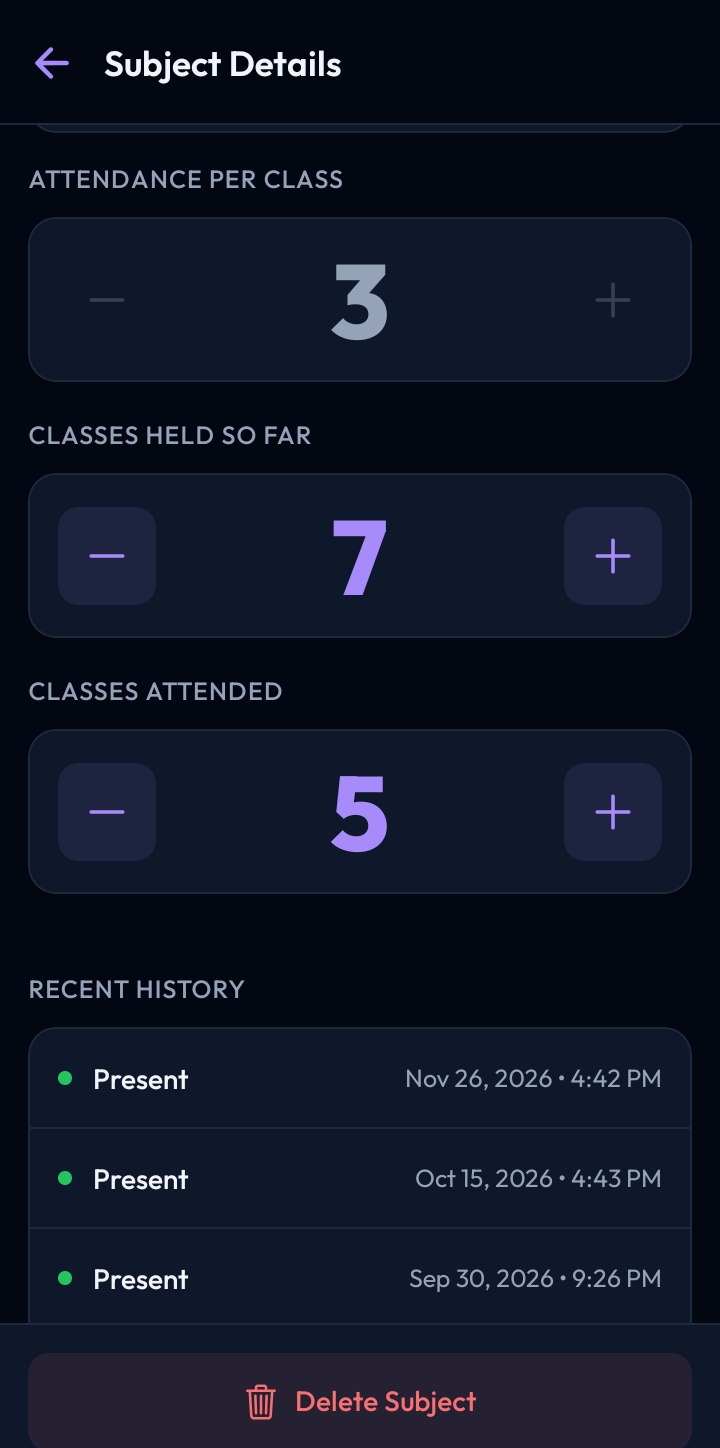 Subject Details
ATTENDANCE PER CLASS
3
CLASSES HELD SO FAR
7
CLASSES ATTENDED
5
RECENT HISTORY
Present Nov 26, 2026 • 4:42 PM
Present Oct 15, 2026 • 4:43 PM
Present Sep 30, 2026 • 9:26 PM
Delete Subject